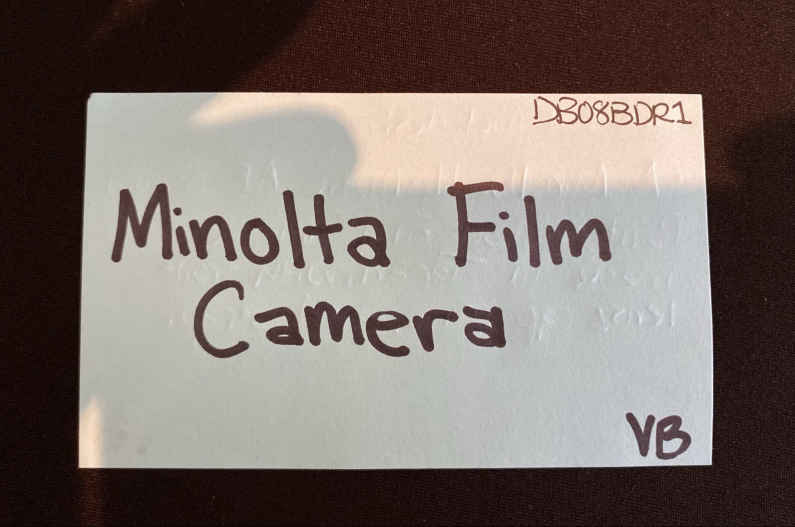 DB08BDR1
Minolta Film
Camera
VB